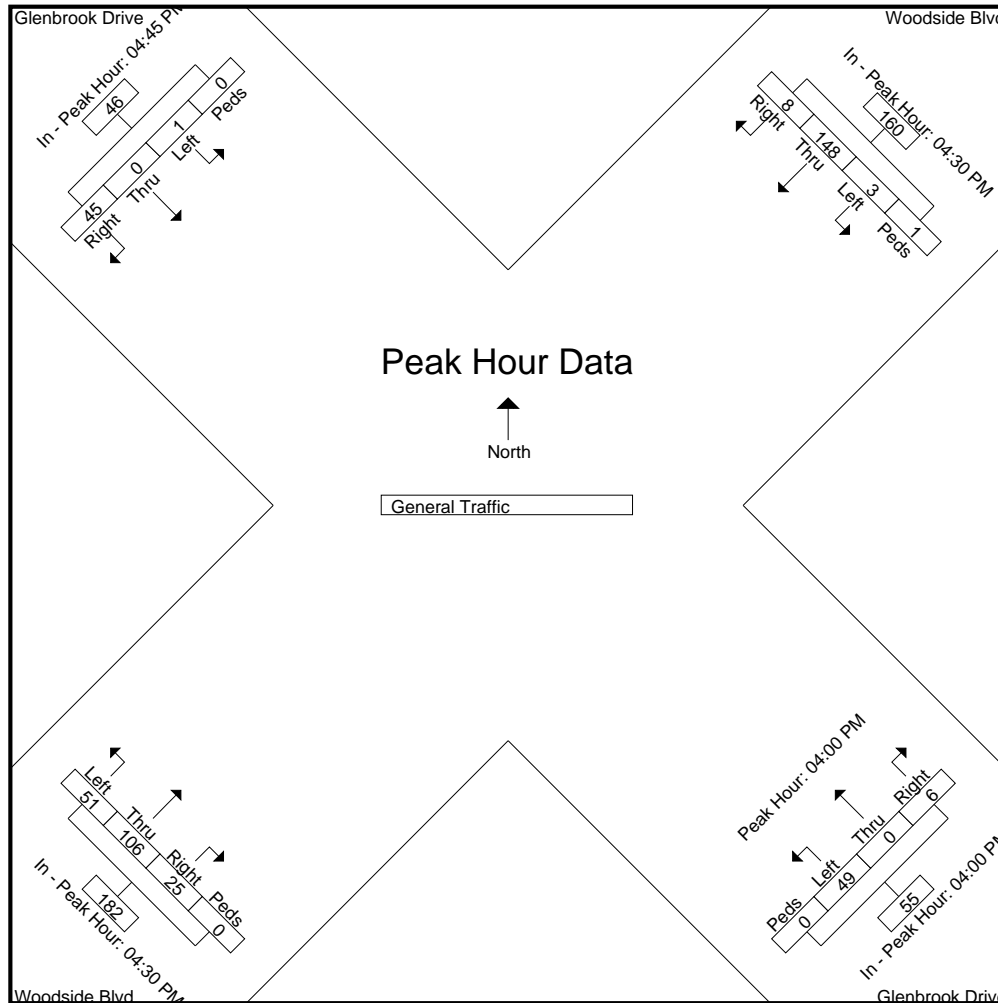 Glenbrook Drive
Woodside Blvd
In - Peak Hour: 04:45 PM
46
45 0 1 0
Right Thru Left Peds
In - Peak Hour: 04:30 PM
160
8 148 3 1
Right Thru Left Peds
Peak Hour Data
North
General Traffic
Left Thru Right Peds
51 106 25 0
182
In - Peak Hour: 04:30 PM
Peak Hour: 04:00 PM
Peds Left Thru Right
0 49 0 6
55
In - Peak Hour: 04:00 PM
Woodside Blvd
Glenbrook Drive